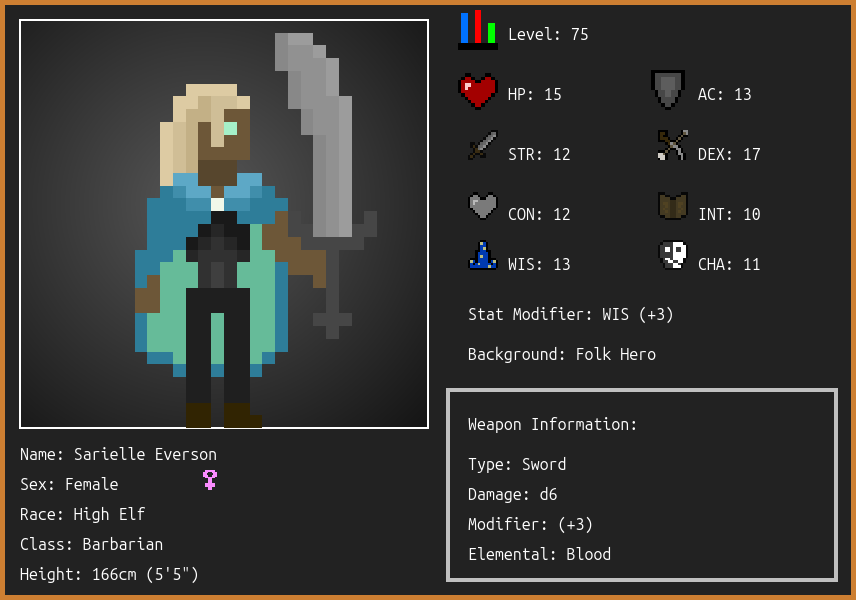 Level: 75
HP: 15
AC: 13
STR: 12
DEX: 17
CON: 12
INT: 10
WIS: 13
CHA: 11
Stat Modifier: WIS (+3)
Background: Folk Hero
Weapon Information:
Type: Sword
Damage: d6
Modifier: (+3)
Elemental: Blood
Name: Sarielle Everson
Sex: Female
Race: High Elf
Class: Barbarian
Height: 166cm (5'5")